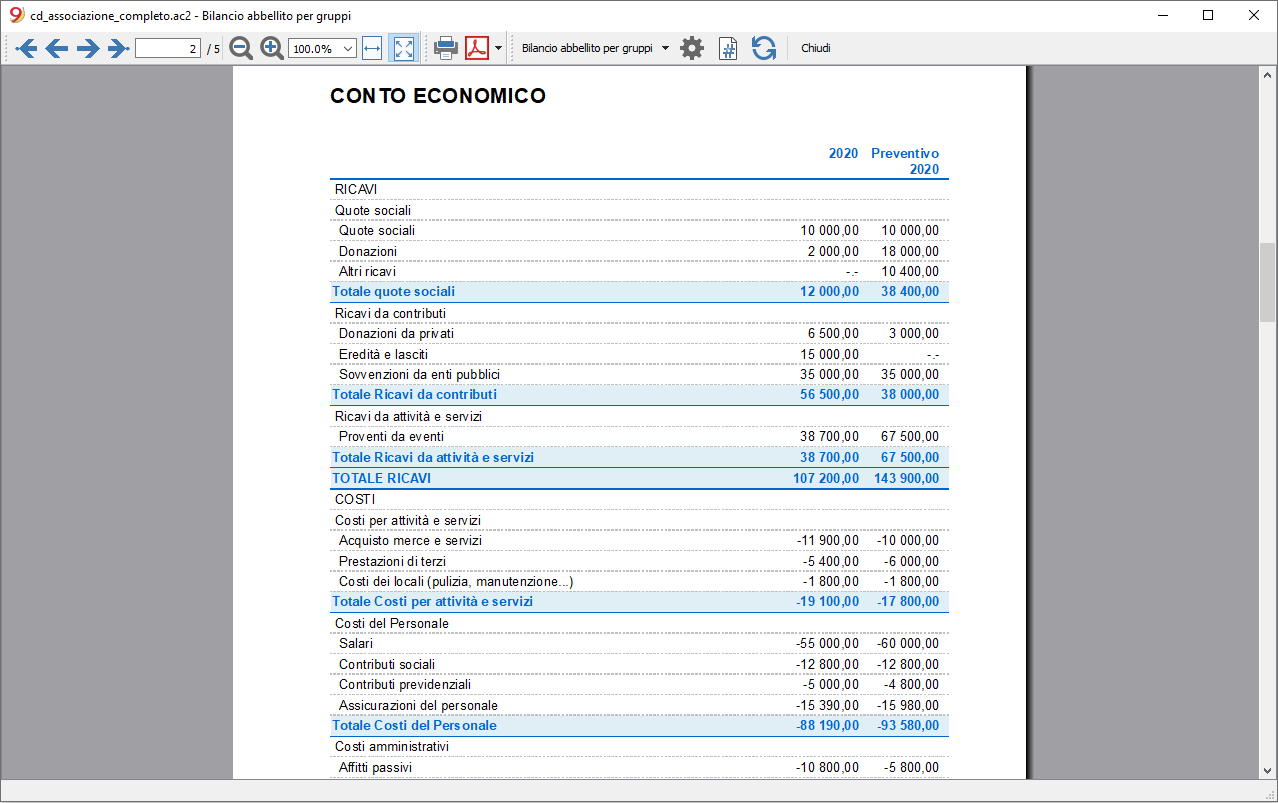 cd_associazione_completo.ac2 - Bilancio abbellito per gruppi
2 / 5 100.0% Bilancio abbellito per gruppi Chiudi
CONTO ECONOMICO
2020 Preventivo
2020
RICAVI
Quote sociali
Quote sociali 10 000,00 10 000,00
Donazioni 2 000,00 18 000,00
Altri ricavi -.- 10 400,00
Totale quote sociali 12 000,00 38 400,00
Ricavi da contributi
Donazioni da privati 6 500,00 3 000,00
Eredità e lasciti 15 000,00 -.-
Sovvenzioni da enti pubblici 35 000,00 35 000,00
Totale Ricavi da contributi 56 500,00 38 000,00
Ricavi da attività e servizi
Proventi da eventi 38 700,00 67 500,00
Totale Ricavi da attività e servizi 38 700,00 67 500,00
TOTALE RICAVI 107 200,00 143 900,00
COSTI
Costi per attività e servizi
Acquisto merce e servizi -11 900,00 -10 000,00
Prestazioni di terzi -5 400,00 -6 000,00
Costi dei locali (pulizia, manutenzione...) -1 800,00 -1 800,00
Totale Costi per attività e servizi -19 100,00 -17 800,00
Costi del Personale
Salari -55 000,00 -60 000,00
Contributi sociali -12 800,00 -12 800,00
Contributi previdenziali -5 000,00 -4 800,00
Assicurazioni del personale -15 390,00 -15 980,00
Totale Costi del Personale -88 190,00 -93 580,00
Costi amministrativi
Affitti passivi -10 800,00 -5 800,00